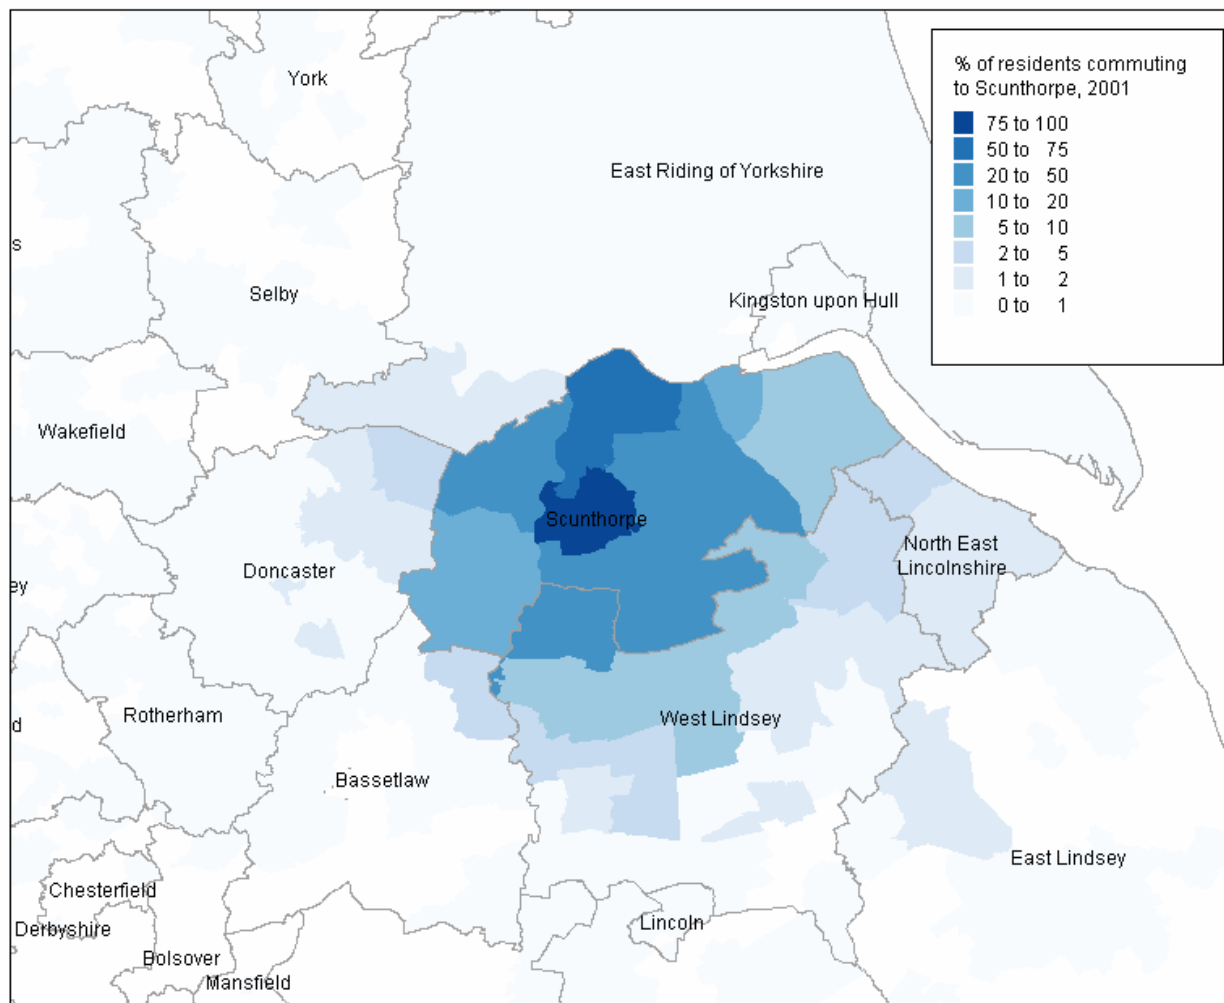 % of residents commuting
to Scunthorpe, 2001
75 to 100
50 to 75
20 to 50
10 to 20
5 to 10
2 to 5
1 to 2
0 to 1
York
East Riding of Yorkshire
s
Selby
Kingston upon Hull
Wakefield
Scunthorpe
North East
Lincolnshire
Doncaster
ey
Rotherham
d
West Lindsey
Bassetlaw
East Lindsey
Chesterfield
Derbyshire
Lincoln
Bolsover
Mansfield